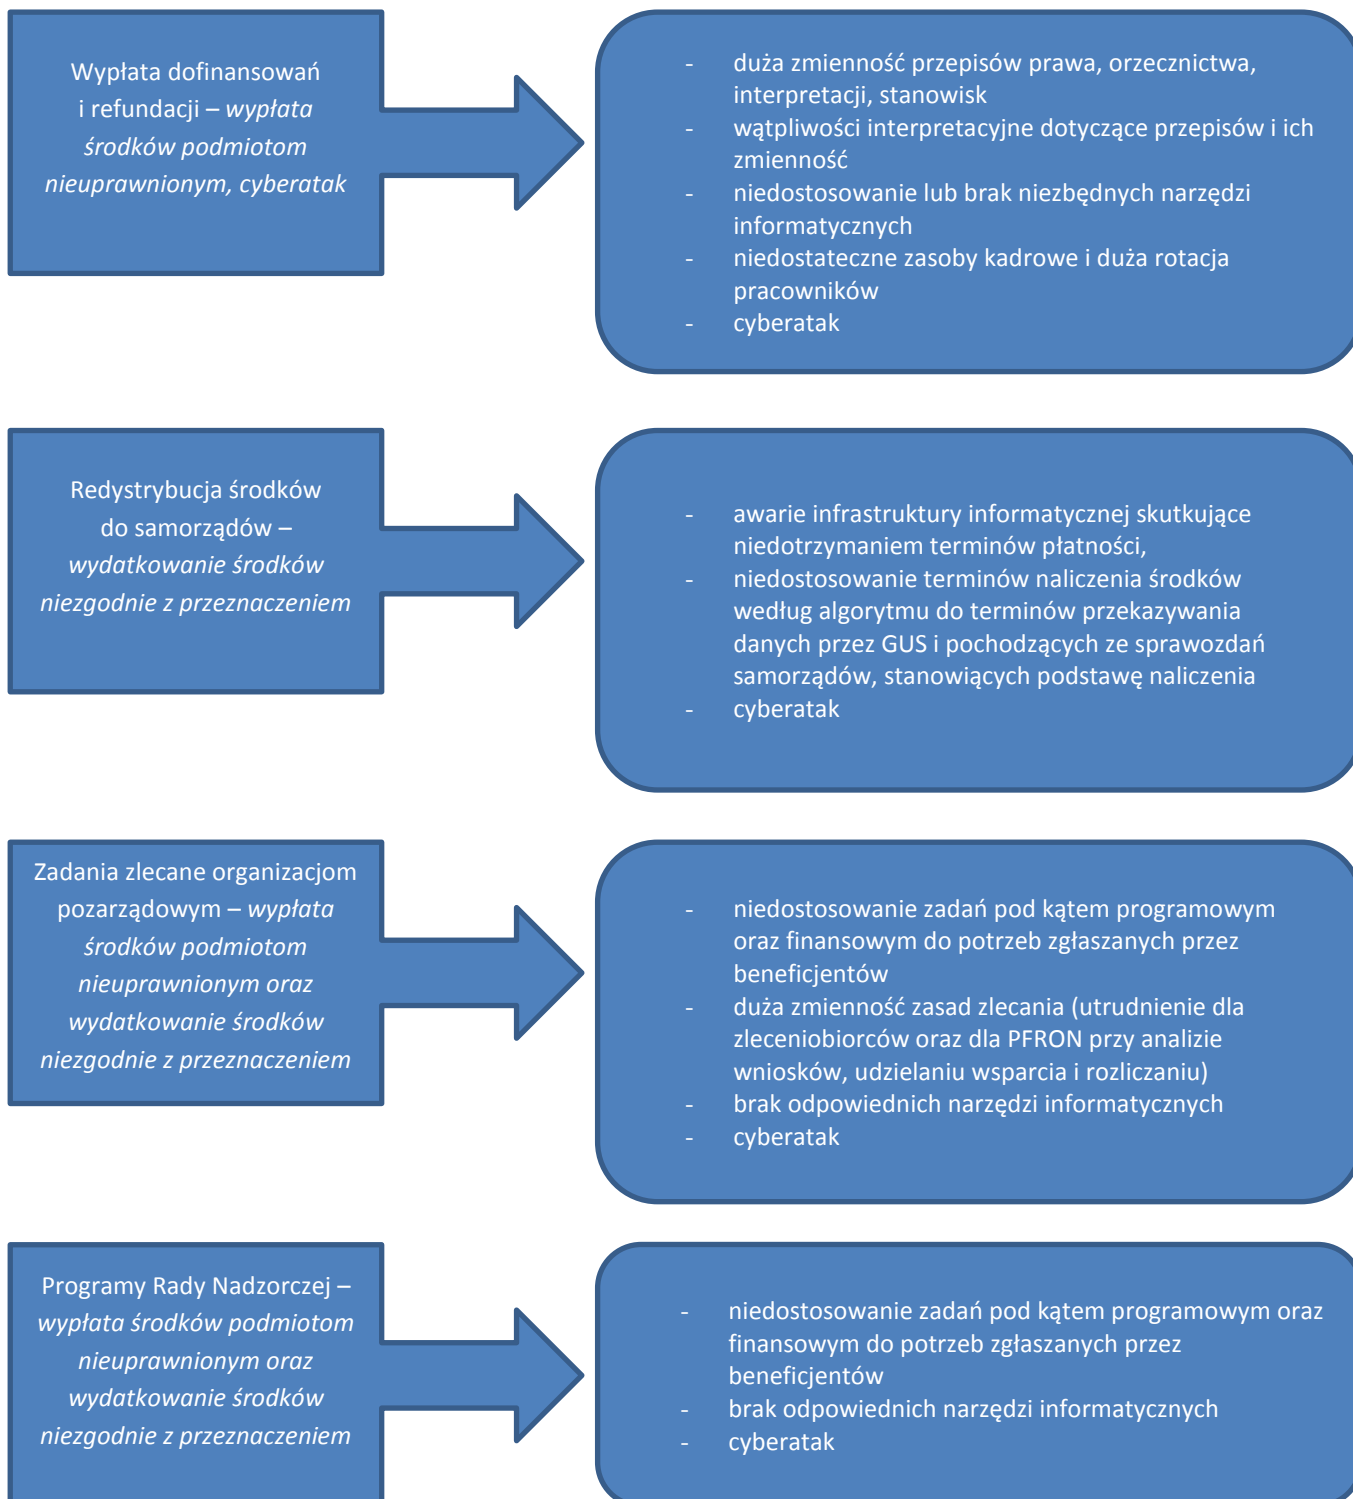 Wypłata dofinansowań
i refundacji – wypłata
środków podmiotom
nieuprawnionym, cyberatak
- duża zmienność przepisów prawa, orzecznictwa,
interpretacji, stanowisk
- wątpliwości interpretacyjne dotyczące przepisów i ich
zmienność
- niedostosowanie lub brak niezbędnych narzędzi
informatycznych
- niedostateczne zasoby kadrowe i duża rotacja
pracowników
- cyberatak
Redystrybucja środków
do samorządów –
wydatkowanie środków
niezgodnie z przeznaczeniem
- awarie infrastruktury informatycznej skutkujące
niedotrzymaniem terminów płatności,
- niedostosowanie terminów naliczenia środków
według algorytmu do terminów przekazywania
danych przez GUS i pochodzących ze sprawozdań
samorządów, stanowiących podstawę naliczenia
- cyberatak
Zadania zlecane organizacjom
pozarządowym – wypłata
środków podmiotom
nieuprawnionym oraz
wydatkowanie środków
niezgodnie z przeznaczeniem
- niedostosowanie zadań pod kątem programowym
oraz finansowym do potrzeb zgłaszanych przez
beneficjentów
- duża zmienność zasad zlecania (utrudnienie dla
zleceniobiorców oraz dla PFRON przy analizie
wniosków, udzielaniu wsparcia i rozliczaniu)
- brak odpowiednich narzędzi informatycznych
- cyberatak
Programy Rady Nadzorczej –
wypłata środków podmiotom
nieuprawnionym oraz
wydatkowanie środków
niezgodnie z przeznaczeniem
- niedostosowanie zadań pod kątem programowym oraz
finansowym do potrzeb zgłaszanych przez
beneficjentów
- brak odpowiednich narzędzi informatycznych
- cyberatak